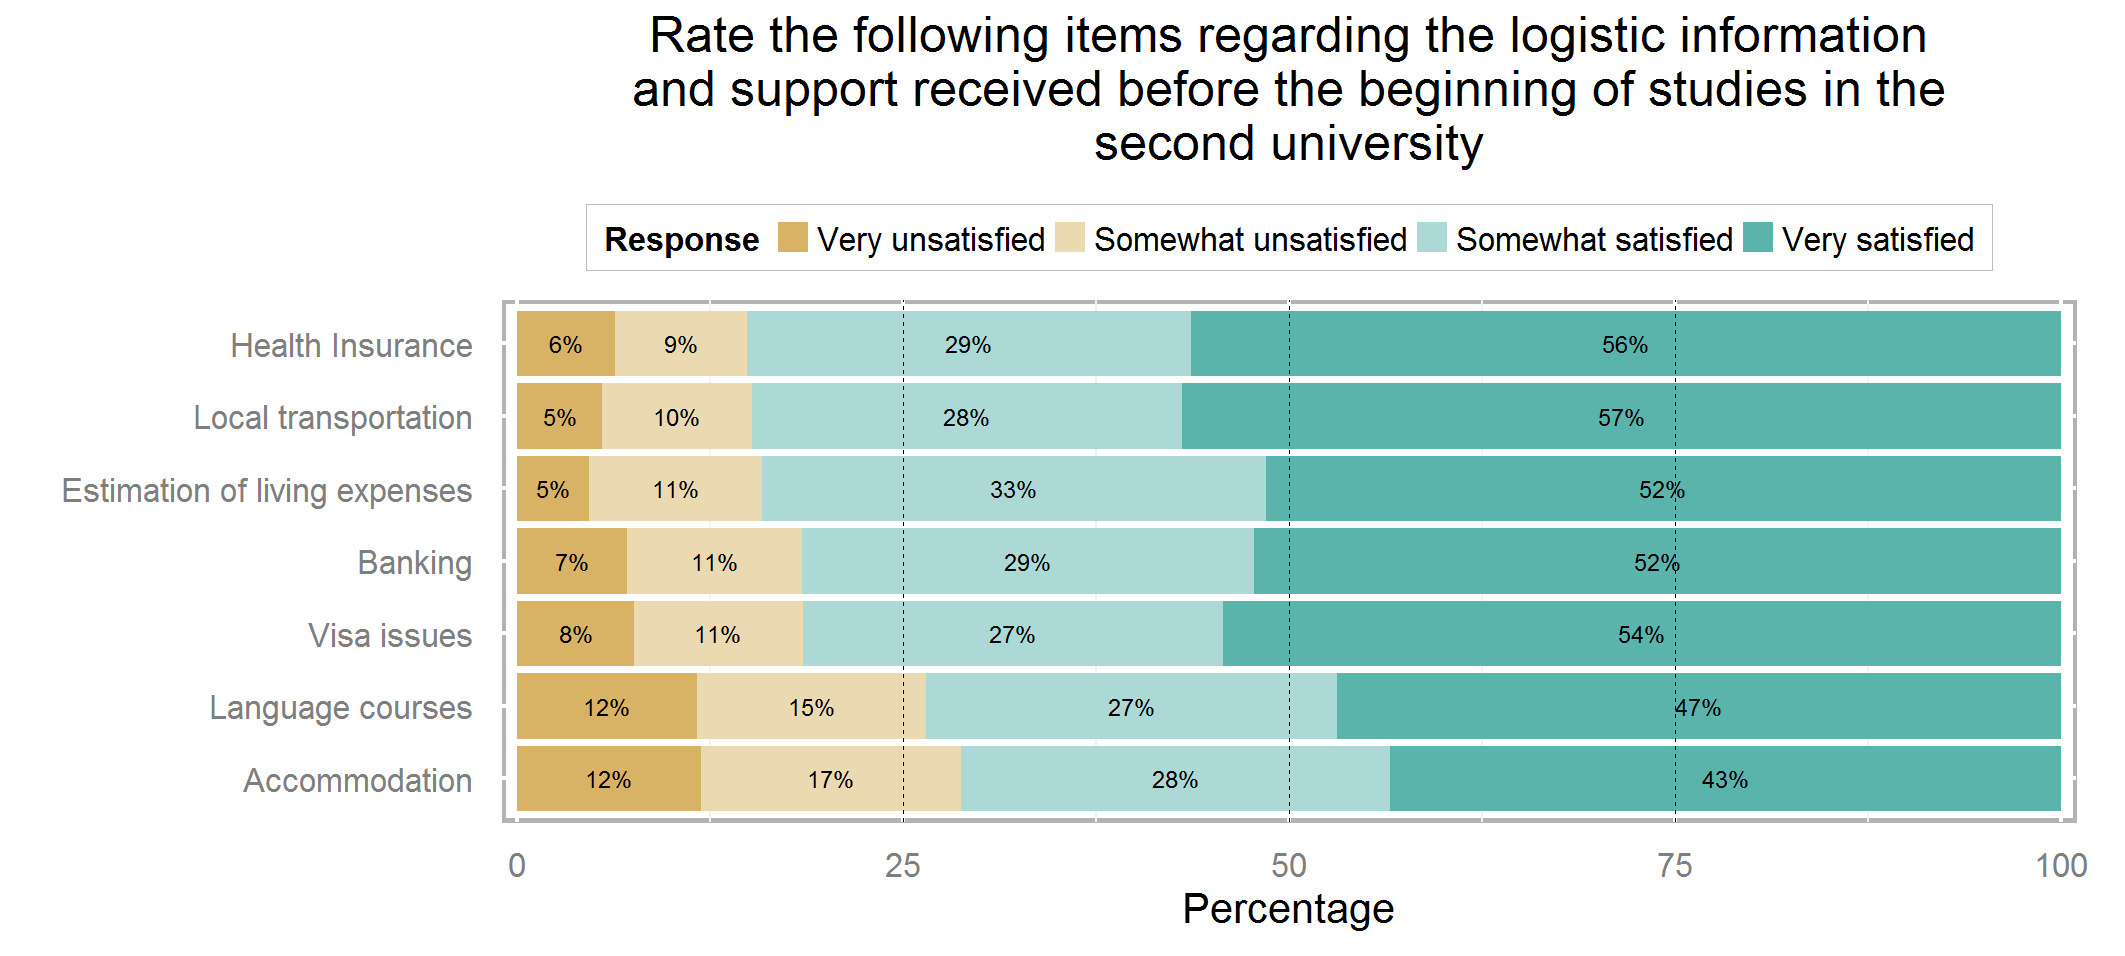 Rate the following items regarding the logistic information
and support received before the beginning of studies in the
second university
Response Very unsatisfied Somewhat unsatisfied Somewhat satisfied Very satisfied
Health Insurance 6% 9% 29% 56%
Local transportation 5% 10% 28% 57%
Estimation of living expenses 5% 11% 33% 52%
Banking 7% 11% 29% 52%
Visa issues 8% 11% 27% 54%
Language courses 12% 15% 27% 47%
Accommodation 12% 17% 28% 43%
0 25 50 75 100
Percentage